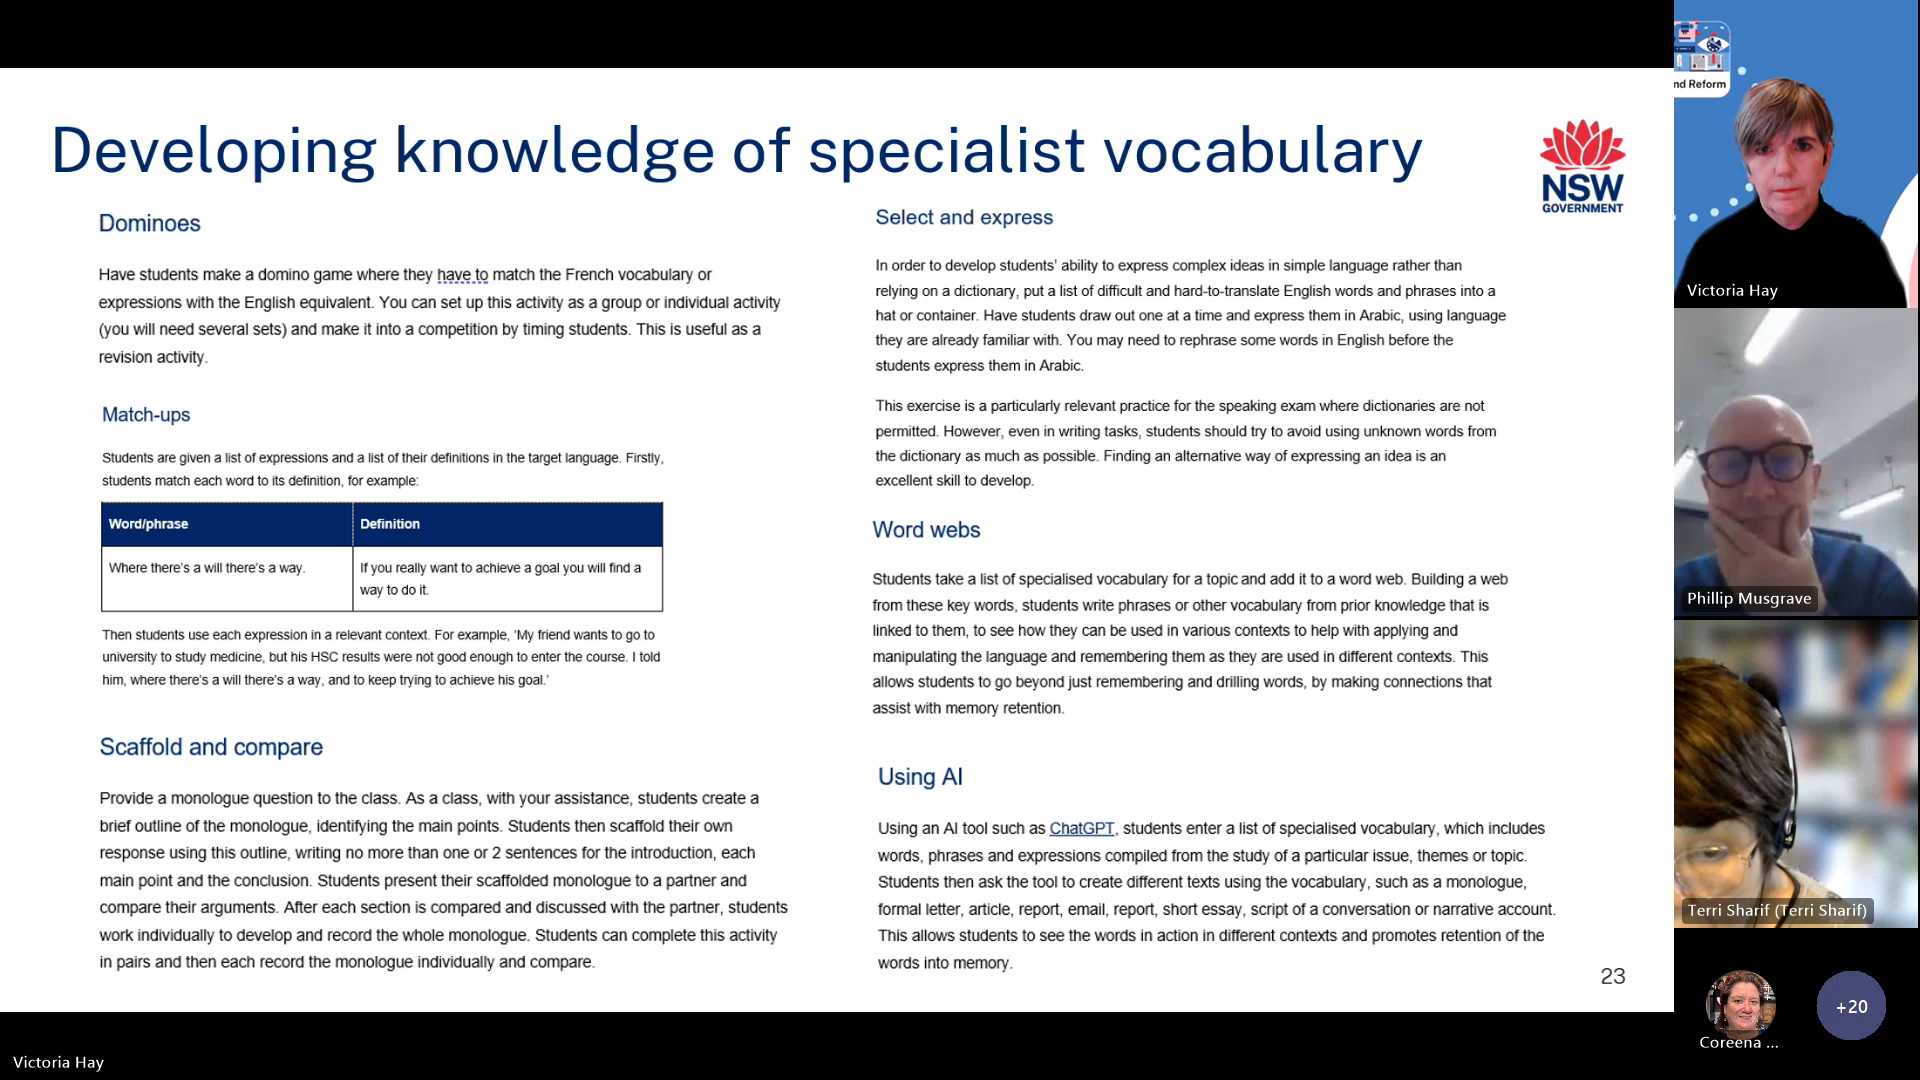 Developing knowledge of specialist vocabulary
NSW
GOVERNMENT
Dominoes
Have students make a domino game where they have to match the French vocabulary or
expressions with the English equivalent. You can set up this activity as a group or individual activity
(you will need several sets) and make it into a competition by timing students. This is useful as a
revision activity.
Match-ups
Students are given a list of expressions and a list of their definitions in the target language. Firstly,
students match each word to its definition, for example:
Word/phrase
Definition
Where there's a will there's a way.
If you really want to achieve a goal you will find a
way to do it.
Then students use each expression in a relevant context. For example, 'My friend wants to go to
university to study medicine, but his HSC results were not good enough to enter the course. I told
him, where there's a will there's a way, and to keep trying to achieve his goal.'
Scaffold and compare
Provide a monologue question to the class. As a class, with your assistance, students create a
brief outline of the monologue, identifying the main points. Students then scaffold their own
response using this outline, writing no more than one or 2 sentences for the introduction, each
main point and the conclusion. Students present their scaffolded monologue to a partner and
compare their arguments. After each section is compared and discussed with the partner, students
work individually to develop and record the whole monologue. Students can complete this activity
in pairs and then each record the monologue individually and compare.
Select and express
In order to develop students' ability to express complex ideas in simple language rather than
relying on a dictionary, put a list of difficult and hard-to-translate English words and phrases into a
hat or container. Have students draw out one at a time and express them in Arabic, using language
they are already familiar with. You may need to rephrase some words in English before the
students express them in Arabic.
This exercise is a particularly relevant practice for the speaking exam where dictionaries are not
permitted. However, even in writing tasks, students should try to avoid using unknown words from
the dictionary as much as possible. Finding an alternative way of expressing an idea is an
excellent skill to develop.
Word webs
Students take a list of specialised vocabulary for a topic and add it to a word web. Building a web
from these key words, students write phrases or other vocabulary from prior knowledge that is
linked to them, to see how they can be used in various contexts to help with applying and
manipulating the language and remembering them as they are used in different contexts. This
allows students to go beyond just remembering and drilling words, by making connections that
assist with memory retention.
Using AI
Using an AI tool such as ChatGPT, students enter a list of specialised vocabulary, which includes
words, phrases and expressions compiled from the study of a particular issue, themes or topic.
Students then ask the tool to create different texts using the vocabulary, such as a monologue,
formal letter, article, report, email, report, short essay, script of a conversation or narrative account.
This allows students to see the words in action in different contexts and promotes retention of the
words into memory.
23
nd Reform
Victoria Hay
Phillip Musgrave
Terri Sharif (Terri Sharif)
Coreena ...
+20
Victoria Hay